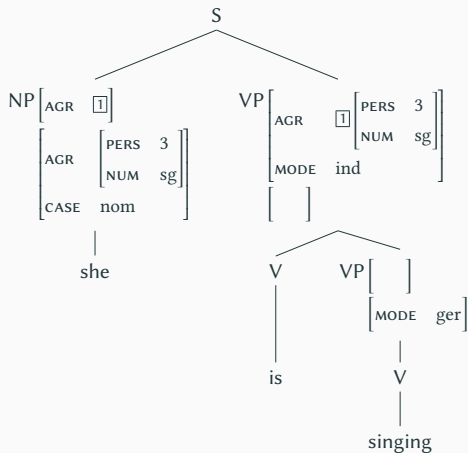 S
NP [AGR 1] VP [AGR 1 [PERS 3
NUM sg]
MODE ind]
[AGR [PERS 3
NUM sg]
CASE nom]
[ ]
she V VP [ ]
[MODE ger]
is V
singing